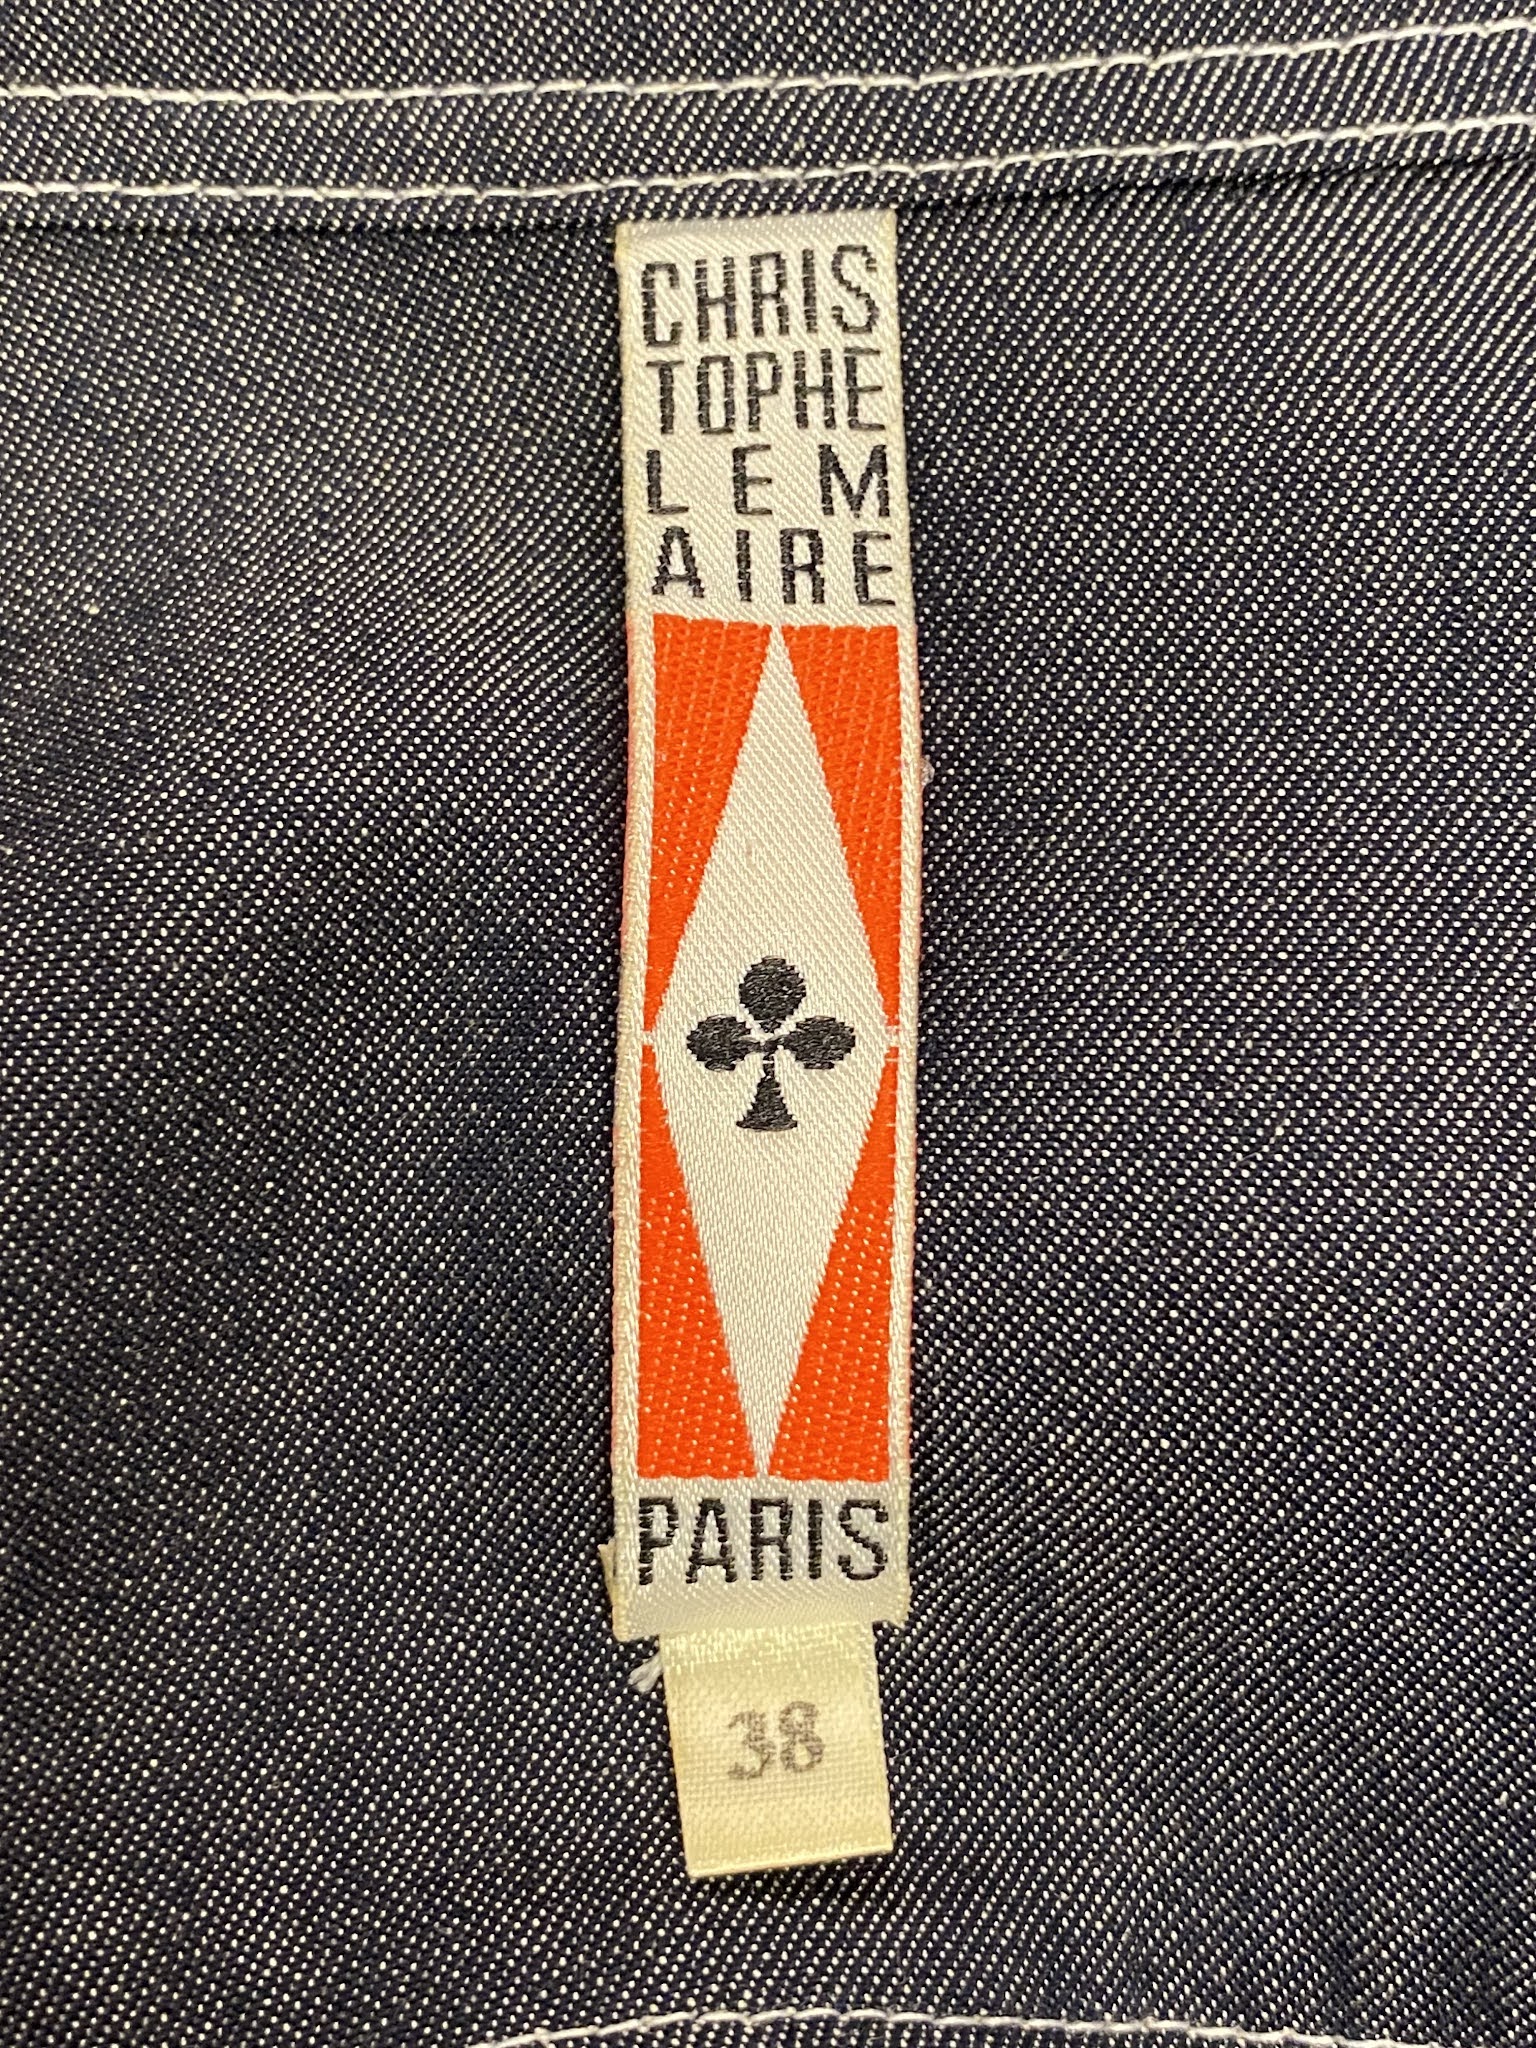 CHRIS
TOPHE
LEM
AIRE
PARIS
38